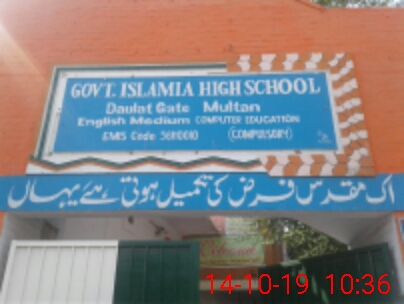 GOVT. ISLAMIA HIGH SCHOOL
Daulat Gate Multan
English Medium COMPUTER EDUCATION
EMIS Code (COMPULSORY)
اک مقدس فرض کی تکمیل ہوتی ہے یہاں
14-10-19 10:36